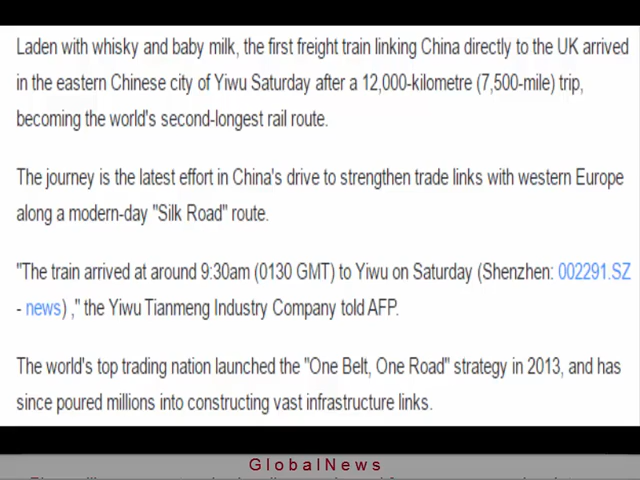 Laden with whisky and baby milk, the first freight train linking China directly to the UK arrived
in the eastern Chinese city of Yiwu Saturday after a 12,000-kilometre (7,500-mile) trip,
becoming the world's second-longest rail route.
The journey is the latest effort in China's drive to strengthen trade links with western Europe
along a modern-day "Silk Road" route.
"The train arrived at around 9:30am (0130 GMT) to Yiwu on Saturday (Shenzhen: 002291.SZ
- news) ," the Yiwu Tianmeng Industry Company told AFP.
The world's top trading nation launched the "One Belt, One Road" strategy in 2013, and has
since poured millions into constructing vast infrastructure links.
GlobalNews